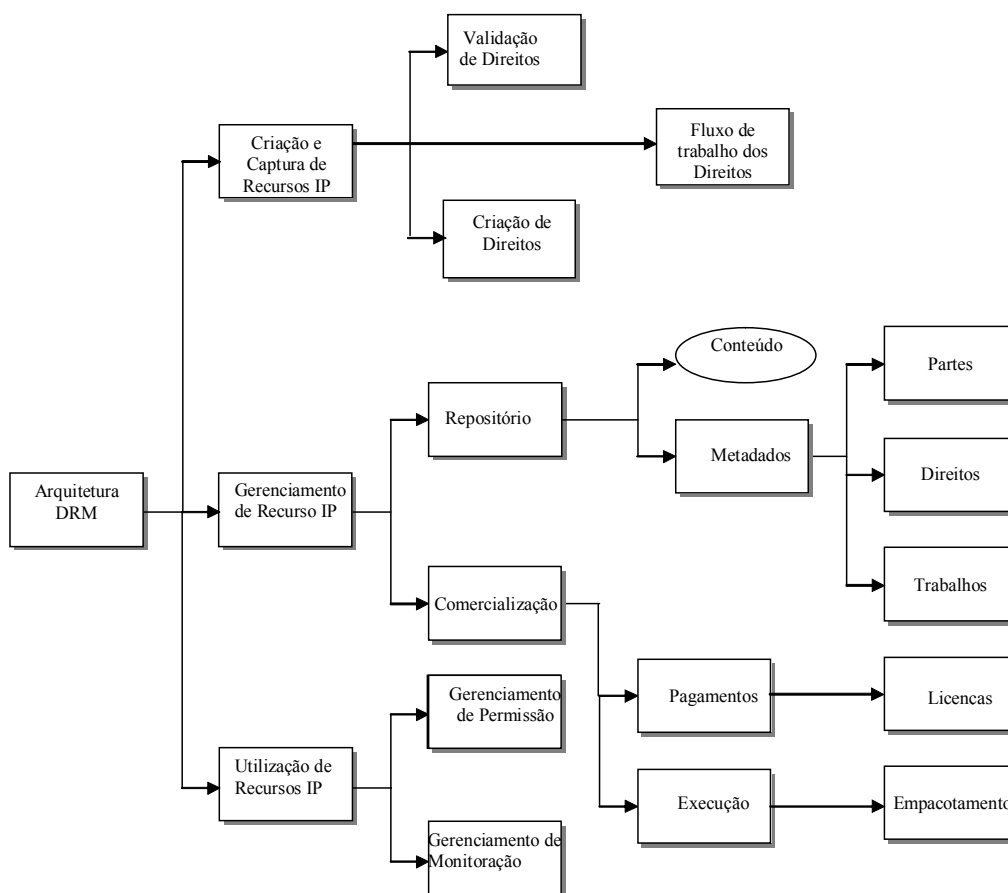 Validação
de Direitos
Criação e
Captura de
Recursos IP
Fluxo de
trabalho dos
Direitos
Criação de
Direitos
Conteúdo
Partes
Repositório
Metadados
Direitos
Arquitetura
DRM
Gerenciamento
de Recurso IP
Trabalhos
Comercialização
Pagamentos
Licencas
Gerenciamento
de Permissão
Utilização de
Recursos IP
Execução
Empacotamento
Gerenciamento de
Monitoração